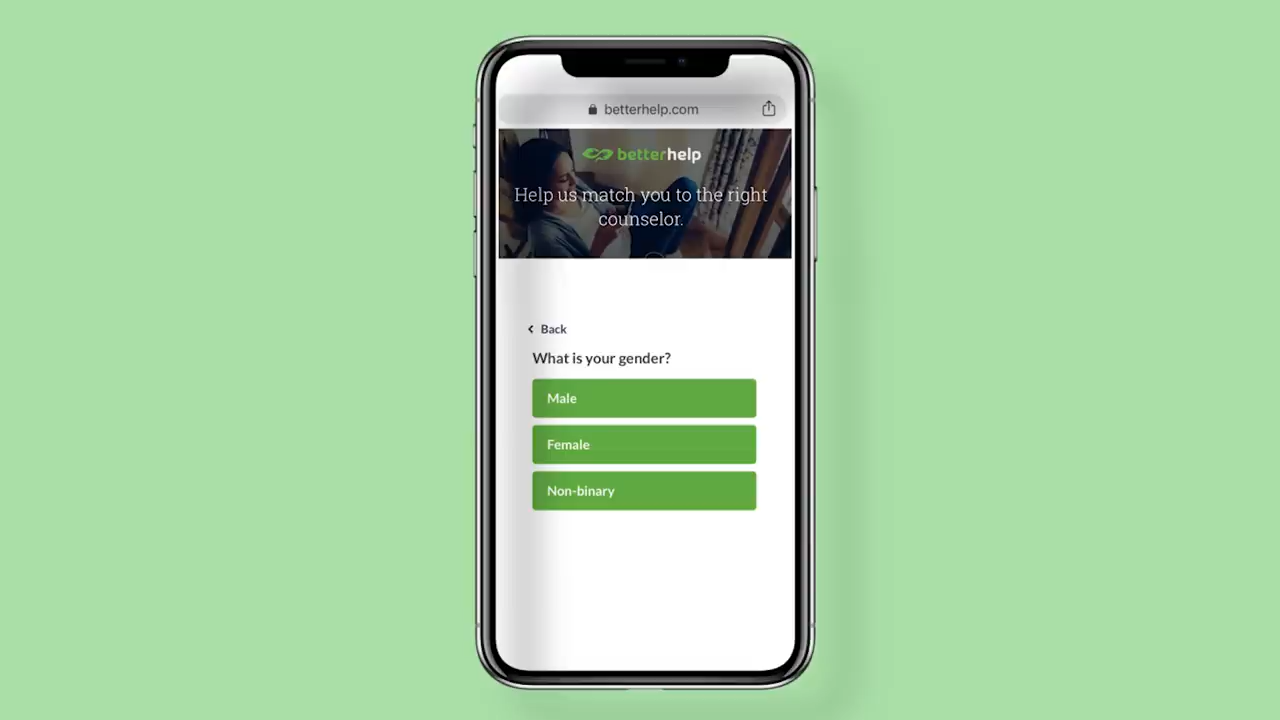 betterhelp.com
betterhelp
Help us match you to the right
counselor.
Back
What is your gender?
Male
Female
Non-binary